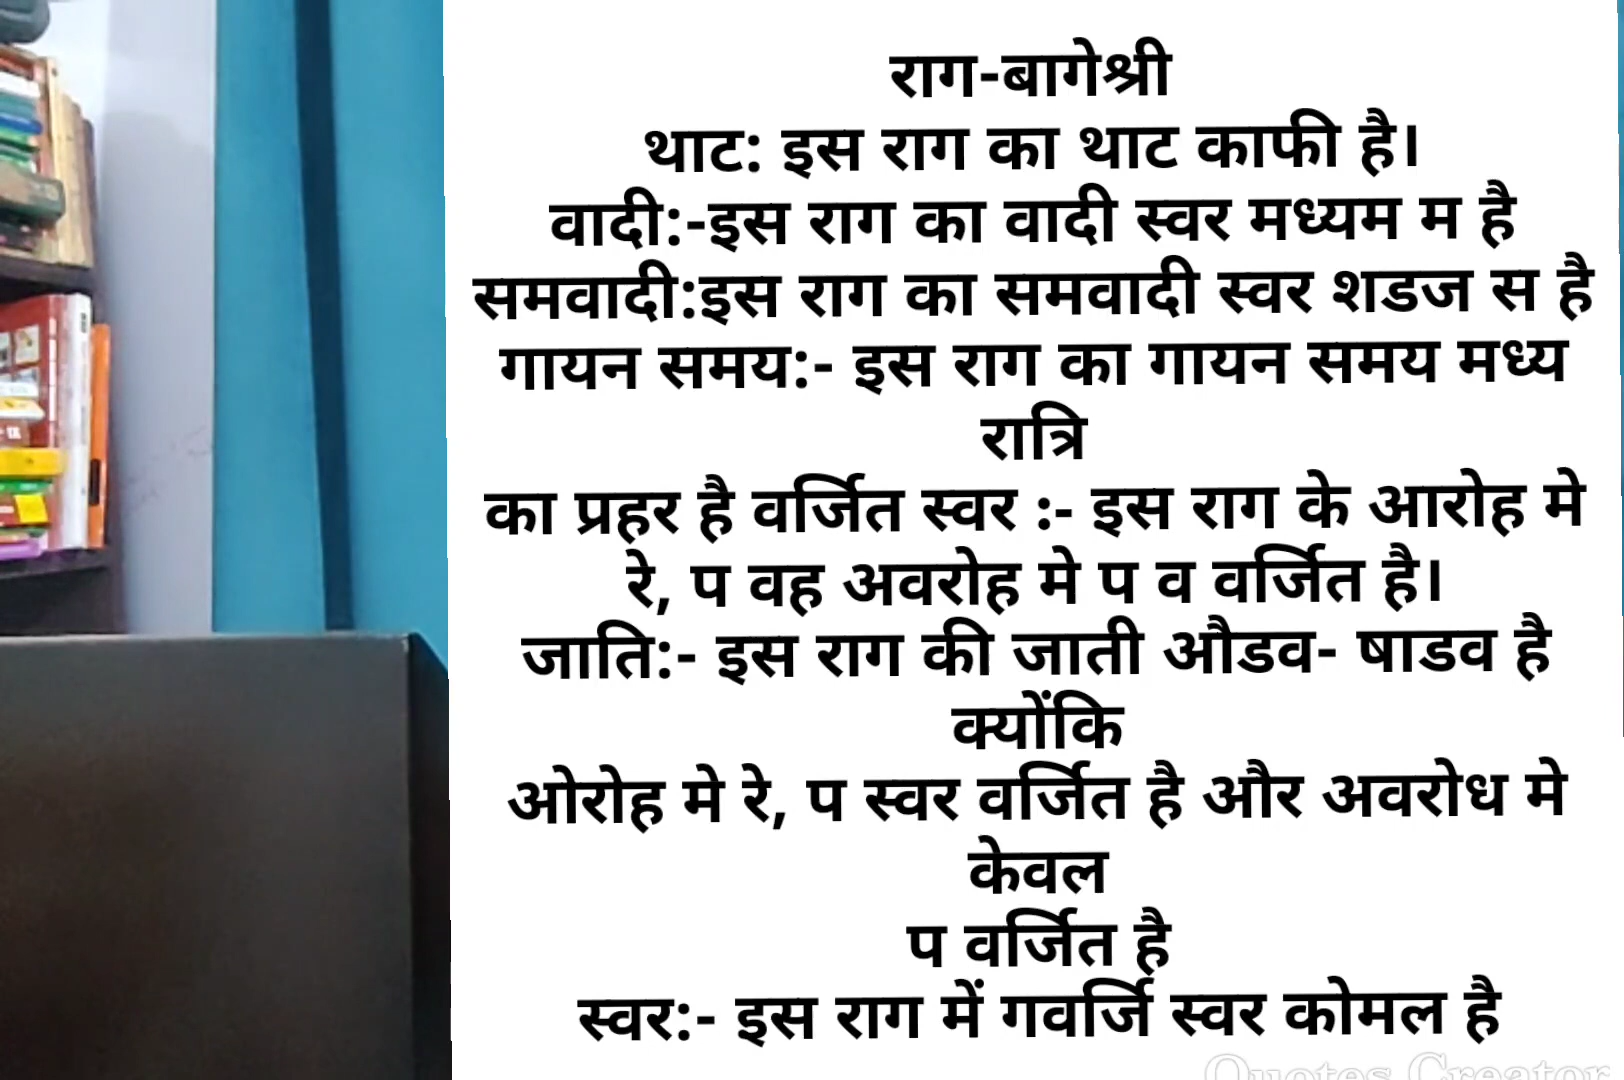 राग-बागेश्री
थाट: इस राग का थाट काफी है।
वादी:-इस राग का वादी स्वर मध्यम म है
समवादी:इस राग का समवादी स्वर शडज स है
गायन समय:- इस राग का गायन समय मध्य
रात्रि
का प्रहर है वर्जित स्वर :- इस राग के आरोह मे
रे, प वह अवरोह मे प व वर्जित है।
जाति:- इस राग की जाती औडव- षाडव है
क्योंकि
ओरोह मे रे, प स्वर वर्जित है और अवरोध मे
केवल
प वर्जित है
स्वर:- इस राग में गवर्जि स्वर कोमल है
Quotes Creator